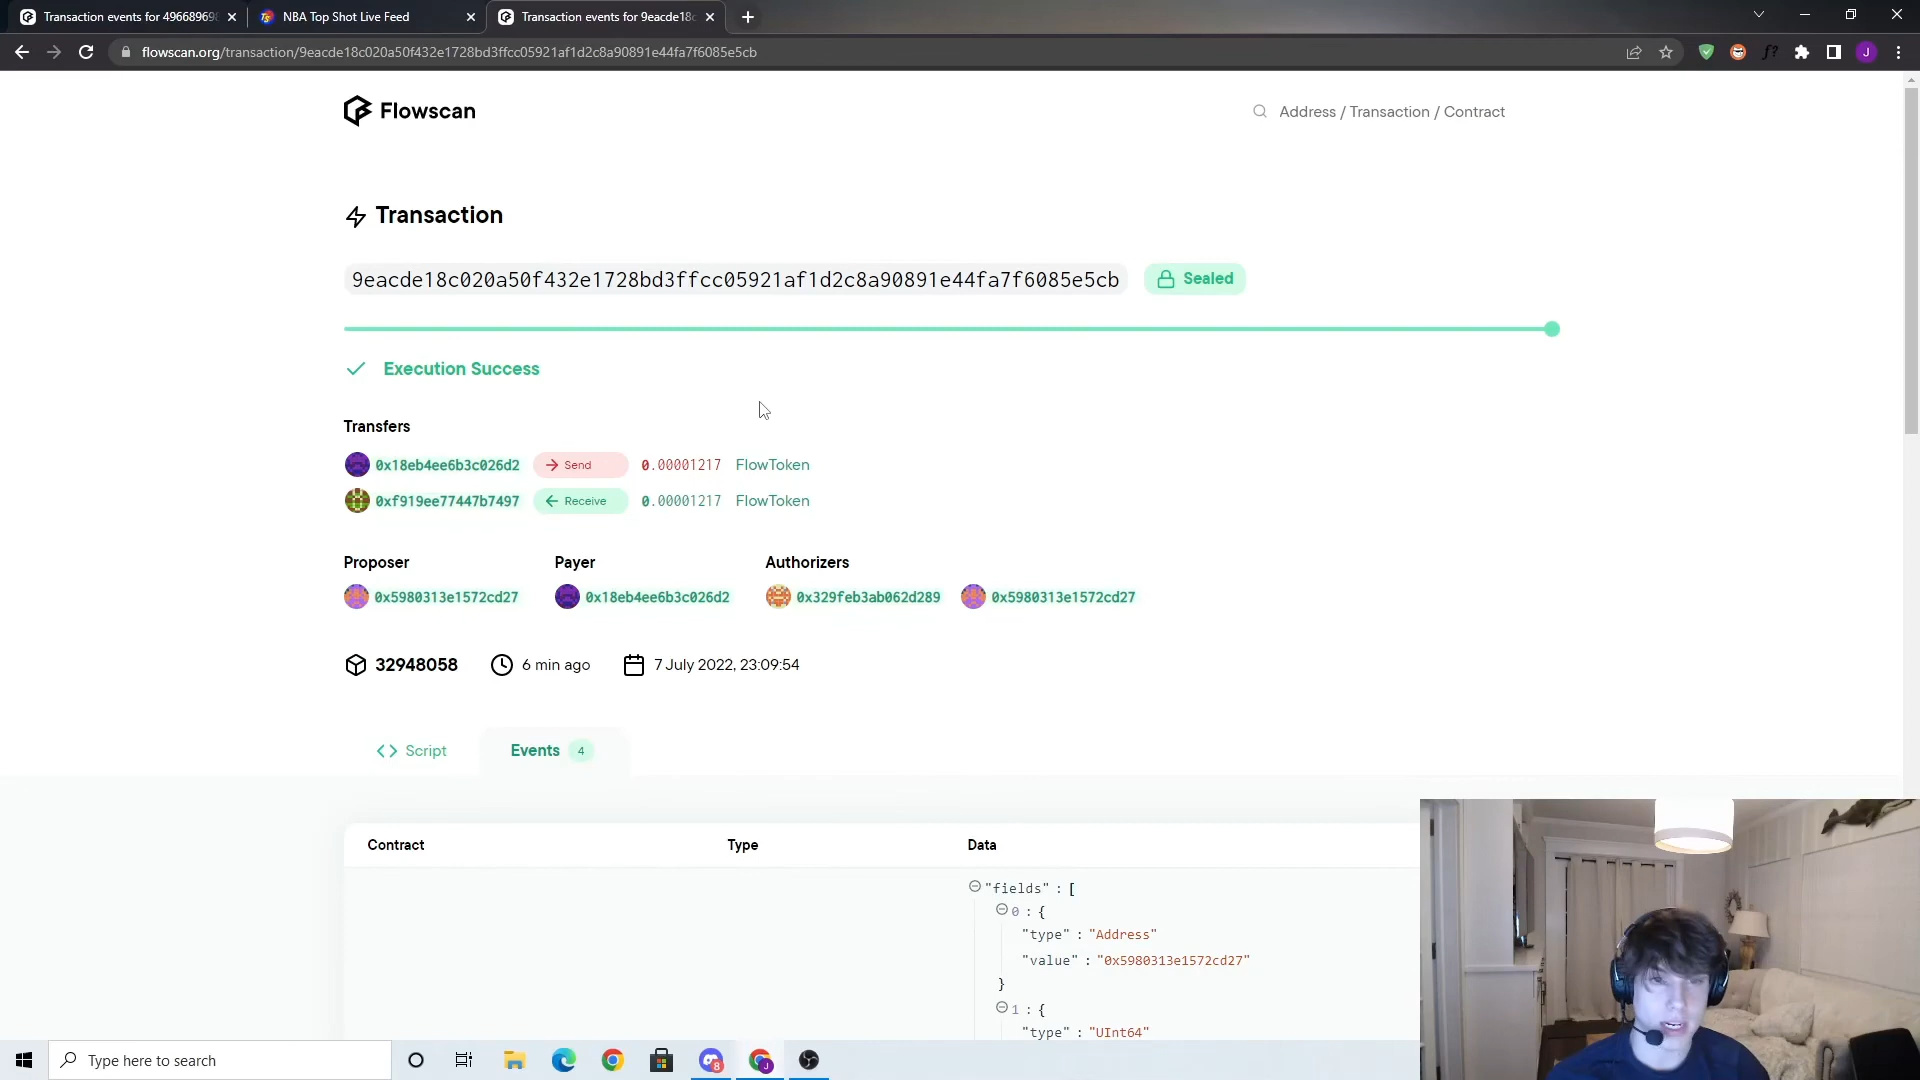 Transaction events for 49668969
NBA Top Shot Live Feed
Transaction events for 9eacde18c
flowscan.org/transaction/9eacde18c020a50f432e1728bd3ffcc05921af1d2c8a90891e44fa7f6085e5cb
f?
J
Flowscan
Address / Transaction / Contract
Transaction
9eacde18c020a50f432e1728bd3ffcc05921af1d2c8a90891e44fa7f6085e5cb
Sealed
Execution Success
Transfers
0x18eb4ee6b3c026d2 Send 0.00001217 FlowToken
0xf919ee77447b7497 Receive 0.00001217 FlowToken
Proposer Payer Authorizers
0x5980313e1572cd27 0x18eb4ee6b3c026d2 0x329feb3ab062d289 0x5980313e1572cd27
32948058 6 min ago 7 July 2022, 23:09:54
Script Events 4
Contract Type Data
"fields" : [
0 : {
"type" : "Address"
"value" : "0x5980313e1572cd27"
}
1 : {
"type" : "UInt64"
Type here to search
8
J